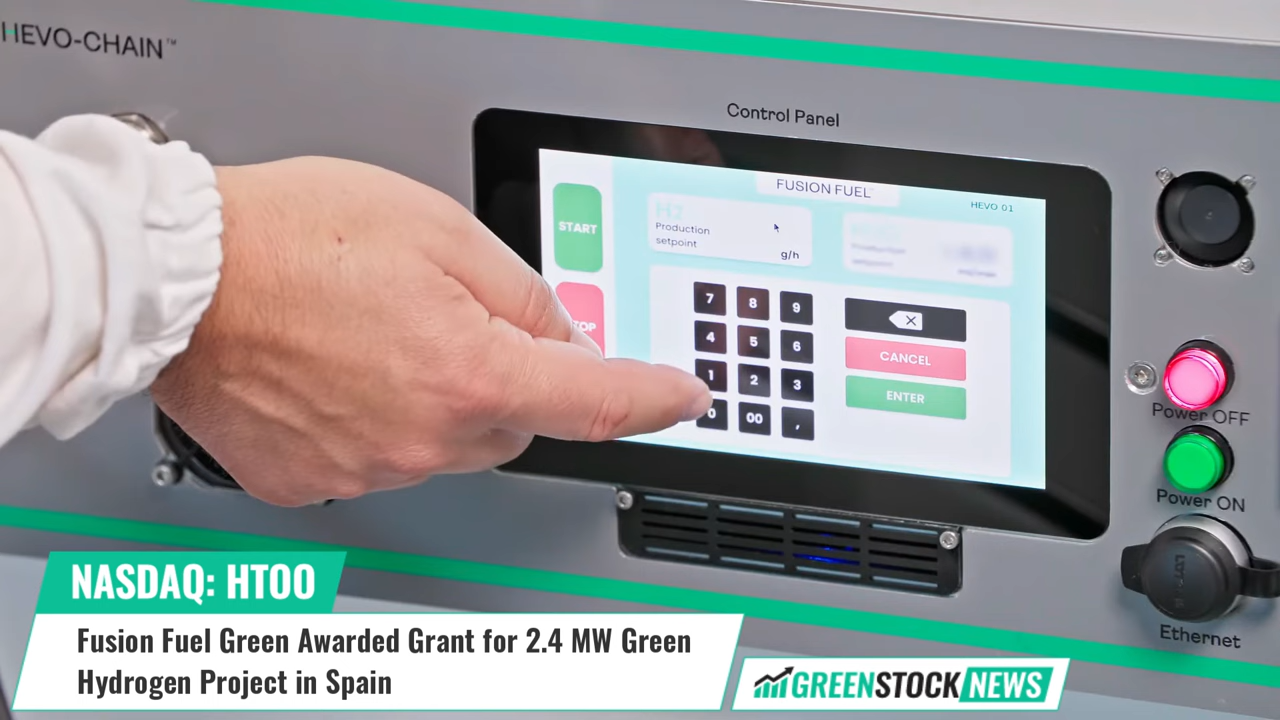 HEVO-CHAIN™
Control Panel
FUSION FUEL
HEVO 01
START
H2
Production
setpoint
g/h
Production
setpoint
7 8 9
4 5 6
CANCEL
1 2 3
ENTER
0 00 ,
Power OFF
Power ON
Ethernet
NASDAQ: HTOO
Fusion Fuel Green Awarded Grant for 2.4 MW Green
Hydrogen Project in Spain
GREENSTOCKNEWS